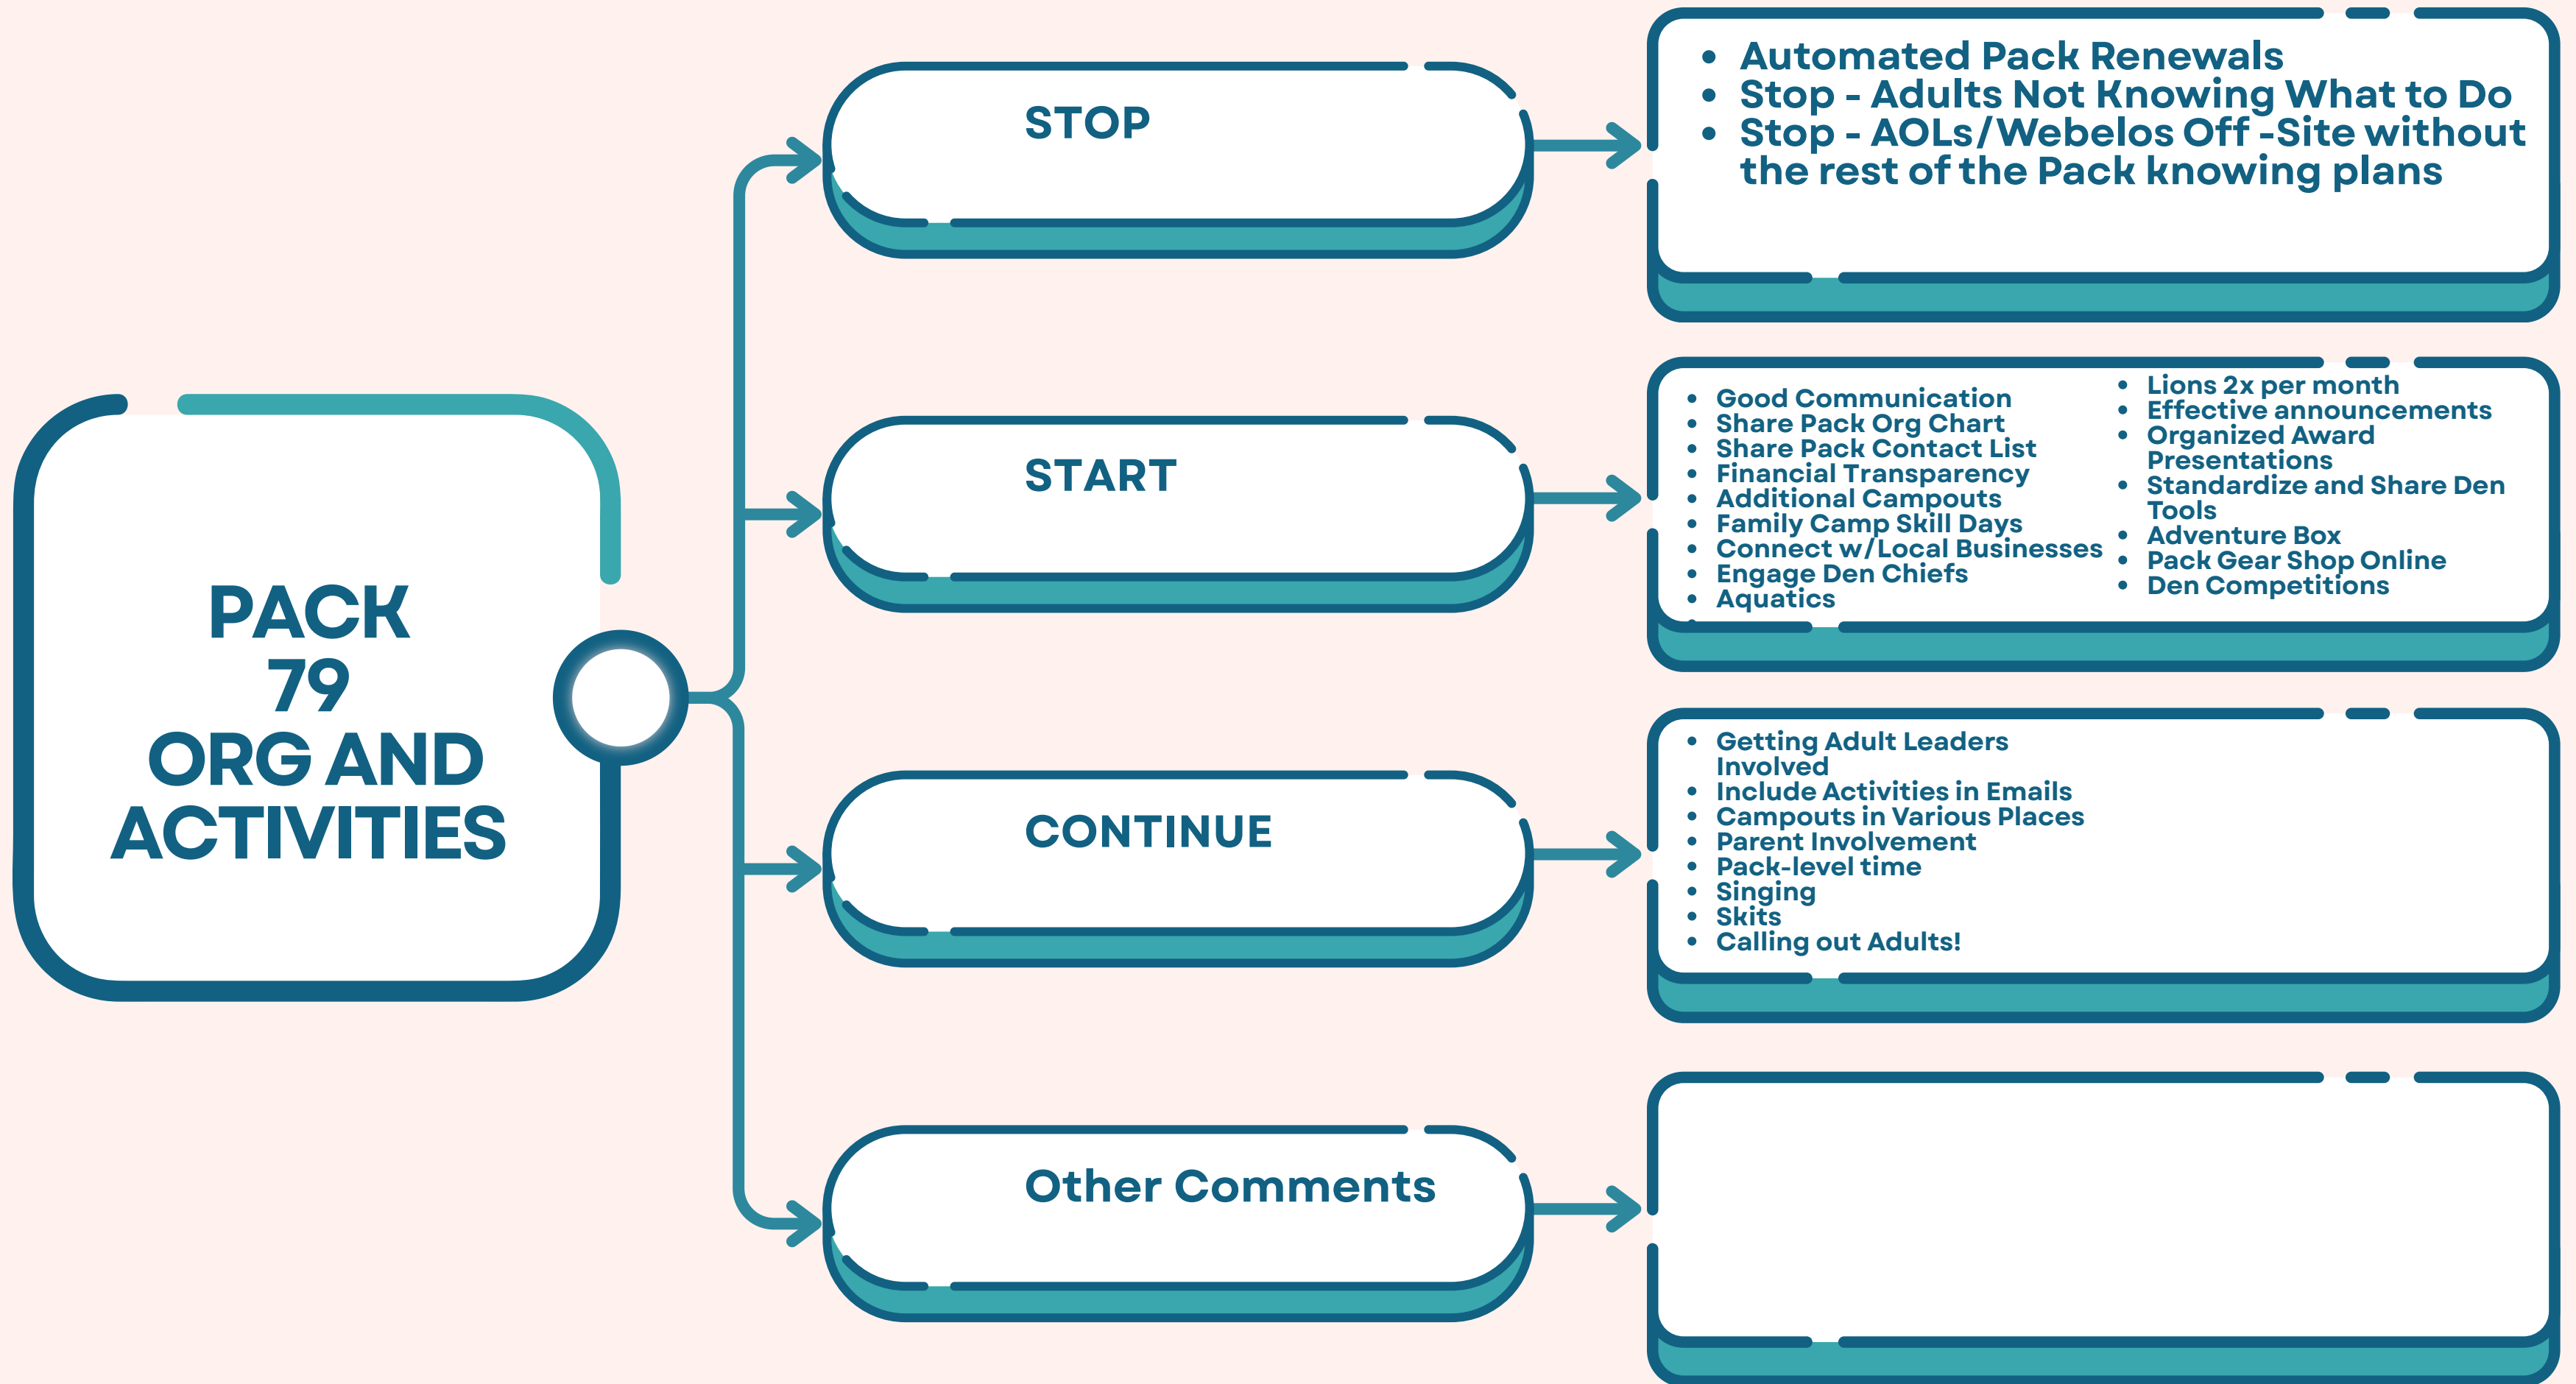 PACK
79
ORG AND
ACTIVITIES
STOP
• Automated Pack Renewals
• Stop - Adults Not Knowing What to Do
• Stop - AOLs/Webelos Off -Site without
the rest of the Pack knowing plans
START
• Good Communication
• Share Pack Org Chart
• Share Pack Contact List
• Financial Transparency
• Additional Campouts
• Family Camp Skill Days
• Connect w/Local Businesses
• Engage Den Chiefs
• Aquatics
• Lions 2x per month
• Effective announcements
• Organized Award
Presentations
• Standardize and Share Den
Tools
• Adventure Box
• Pack Gear Shop Online
• Den Competitions
CONTINUE
• Getting Adult Leaders
Involved
• Include Activities in Emails
• Campouts in Various Places
• Parent Involvement
• Pack-level time
• Singing
• Skits
• Calling out Adults!
Other Comments